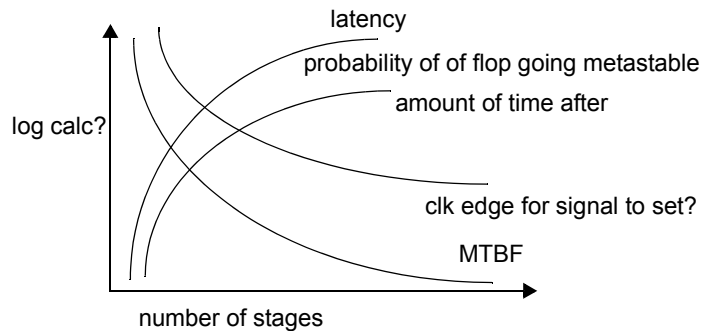 latency
probability of of flop going metastable
amount of time after
log calc?
clk edge for signal to set?
MTBF
number of stages